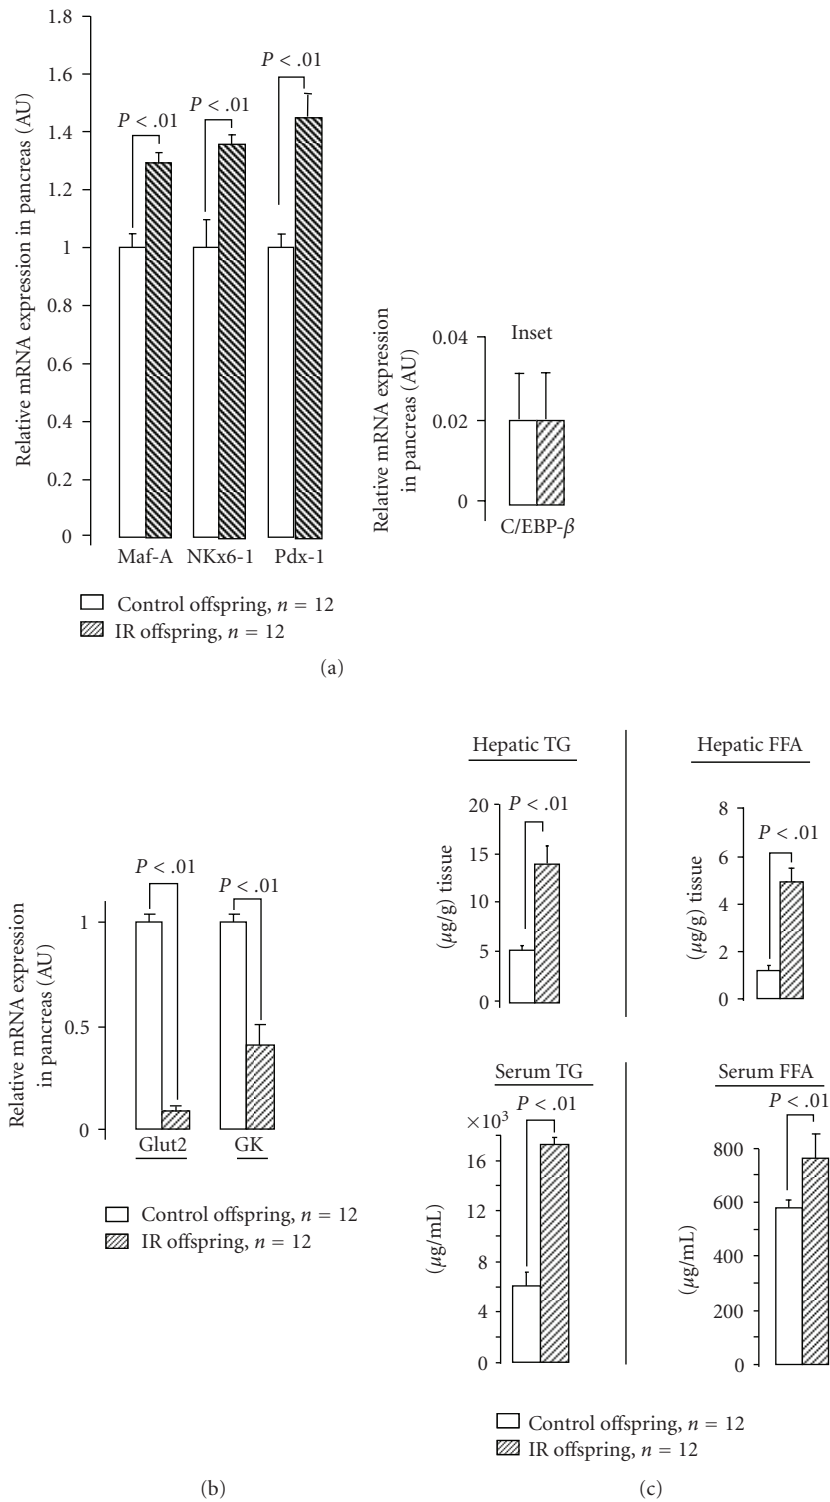 Relative mRNA expression in pancreas (AU)
1.8
1.6
1.4
1.2
1
0.8
0.6
0.4
0.2
0
P < .01
P < .01
P < .01
Maf-A NKx6-1 Pdx-1
Relative mRNA expression
in pancreas (AU)
0.04
0.02
0
Inset
C/EBP-β
Control offspring, n = 12
IR offspring, n = 12
(a)
Relative mRNA expression
in pancreas (AU)
1
0.5
0
P < .01
P < .01
Glut2 GK
Control offspring, n = 12
IR offspring, n = 12
(b)
Hepatic TG
(μg/g) tissue
20
15
10
5
0
P < .01
Hepatic FFA
(μg/g) tissue
8
6
4
2
0
P < .01
Serum TG
×10³
(μg/mL)
16
12
8
4
0
P < .01
Serum FFA
(μg/mL)
800
600
400
200
0
P < .01
Control offspring, n = 12
IR offspring, n = 12
(c)